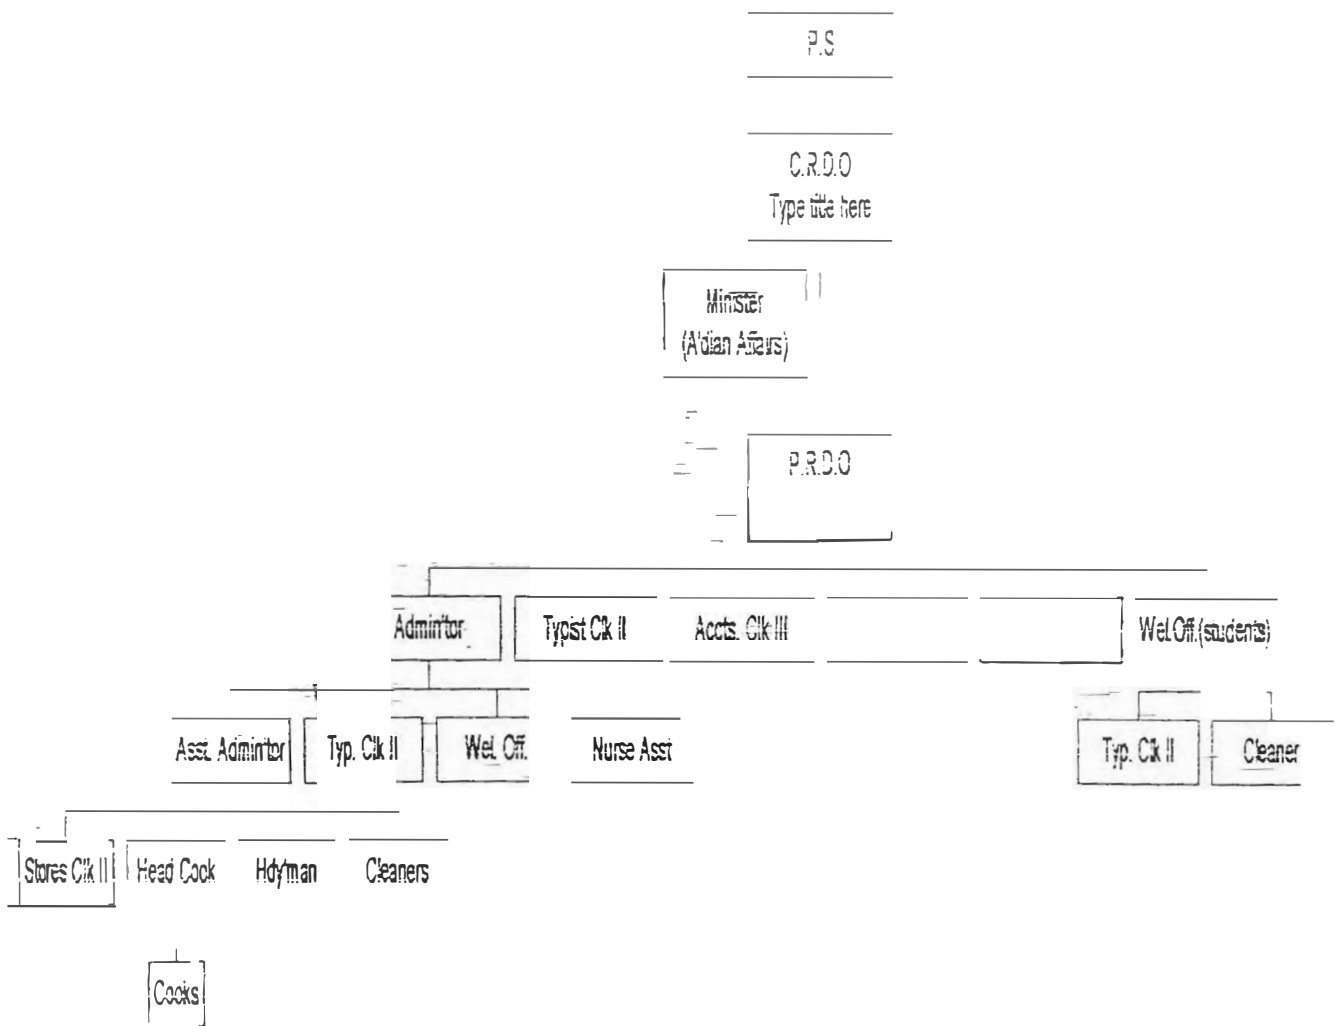 P.S
C.R.D.O
Type title here
Minister
(A'dian Affairs)
P.R.D.O
Admin'tor
Typist Clk II
Accts. Clk III
Wel.Off.(students)
Asst. Admin'tor
Typ. Clk II
Wel. Off.
Nurse Asst
Typ. Clk II
Cleaner
Stores Clk II
Head Cook
Hdy'man
Cleaners
Cooks